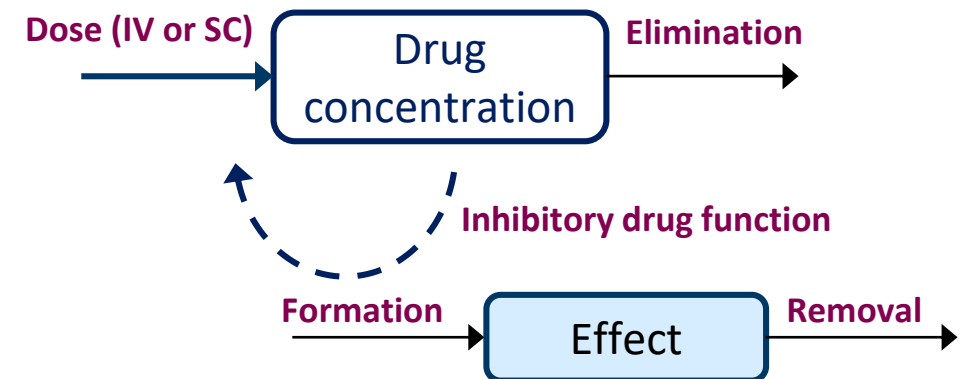 Dose (IV or SC)
Drug
concentration
Elimination
Inhibitory drug function
Formation
Effect
Removal